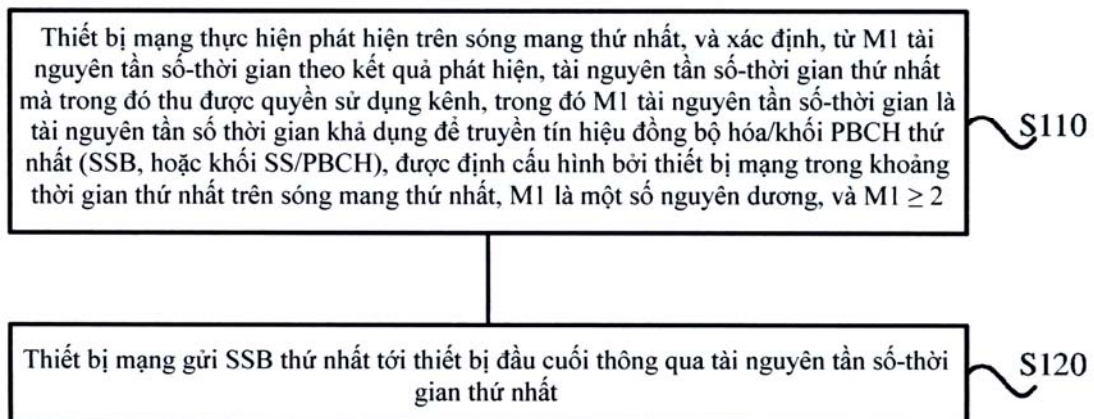 Thiết bị mạng thực hiện phát hiện trên sóng mang thứ nhất, và xác định, từ M1 tài
nguyên tần số-thời gian theo kết quả phát hiện, tài nguyên tần số-thời gian thứ nhất
mà trong đó thu được quyền sử dụng kênh, trong đó M1 tài nguyên tần số-thời gian là
tài nguyên tần số thời gian khả dụng để truyền tín hiệu đồng bộ hóa/khối PBCH thứ
nhất (SSB, hoặc khối SS/PBCH), được định cấu hình bởi thiết bị mạng trong khoảng
thời gian thứ nhất trên sóng mang thứ nhất, M1 là một số nguyên dương, và M1 ≥ 2
S110
Thiết bị mạng gửi SSB thứ nhất tới thiết bị đầu cuối thông qua tài nguyên tần số-thời
gian thứ nhất
S120